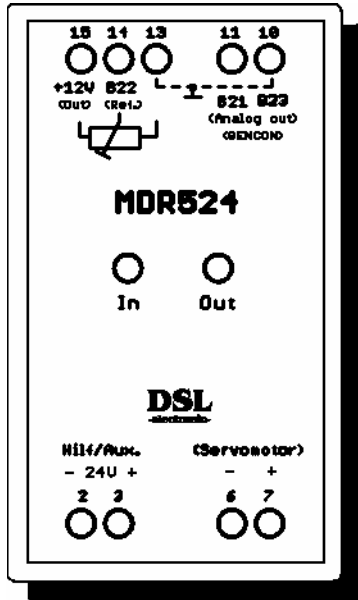 15 14 13 11 10
+12V B22
(Out) (Ref.)
B21 B23
(Analog out)
(GENCON)
MDR524
In Out
DSL
electronic
Hilf/Aux. (Servomotor)
- 24V + - +
2 3 6 7